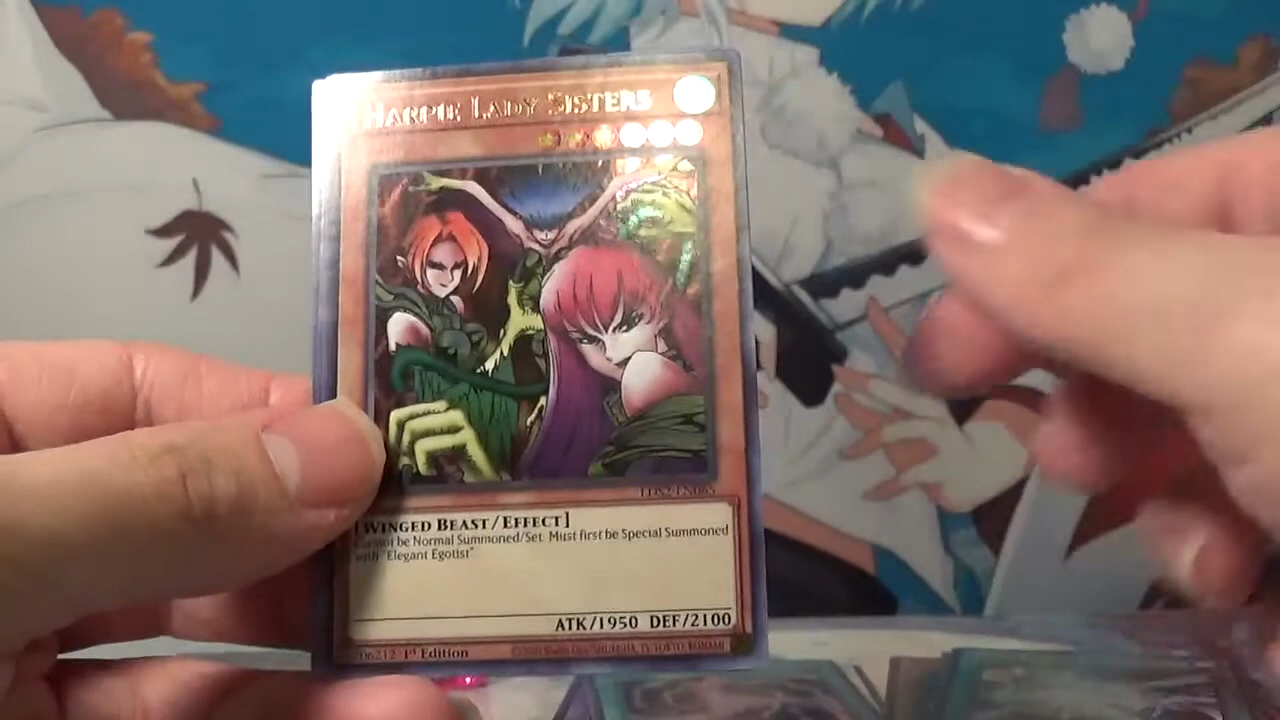 HARPIE LADY SISTERS
[WINGED BEAST/EFFECT]
Cannot be Normal Summoned/Set. Must first be Special Summoned
with "Elegant Egotist"
ATK/1950 DEF/2100
06212 1st Edition